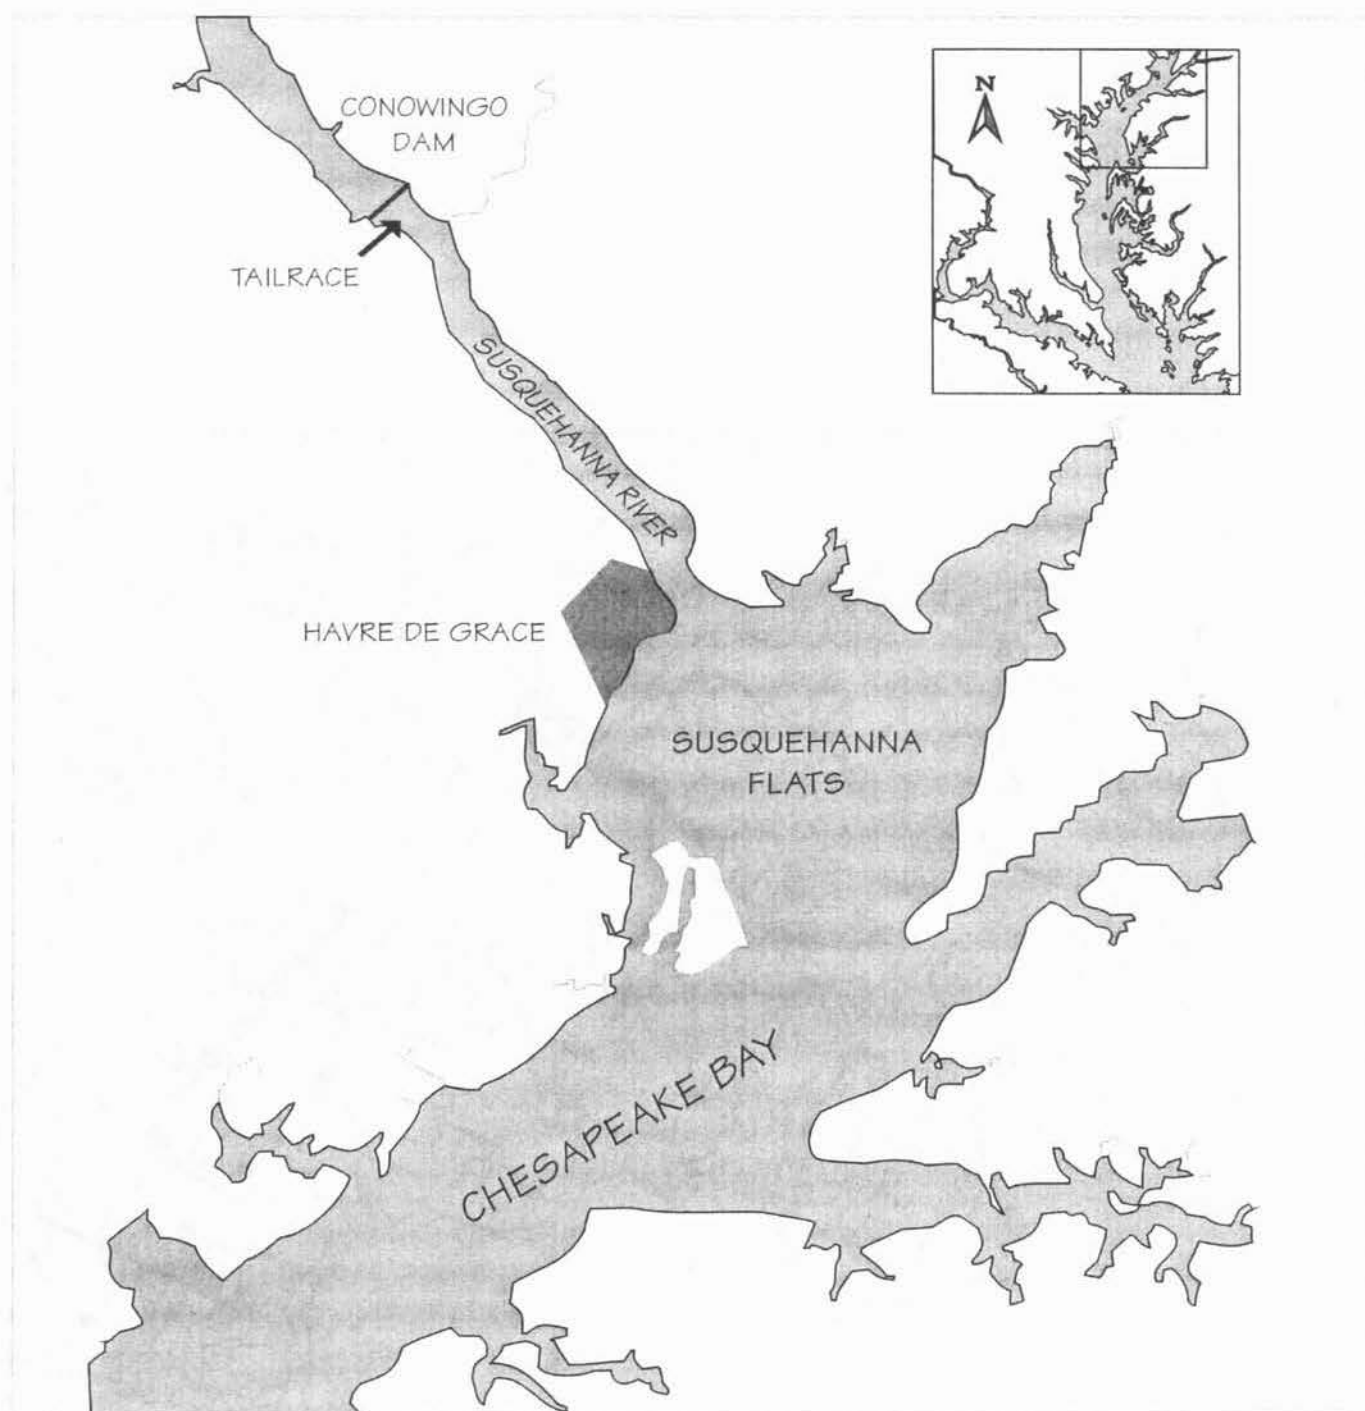 CONOWINGO
DAM
N
TAILRACE
SUSQUEHANNA RIVER
HAVRE DE GRACE
SUSQUEHANNA
FLATS
CHESAPEAKE BAY